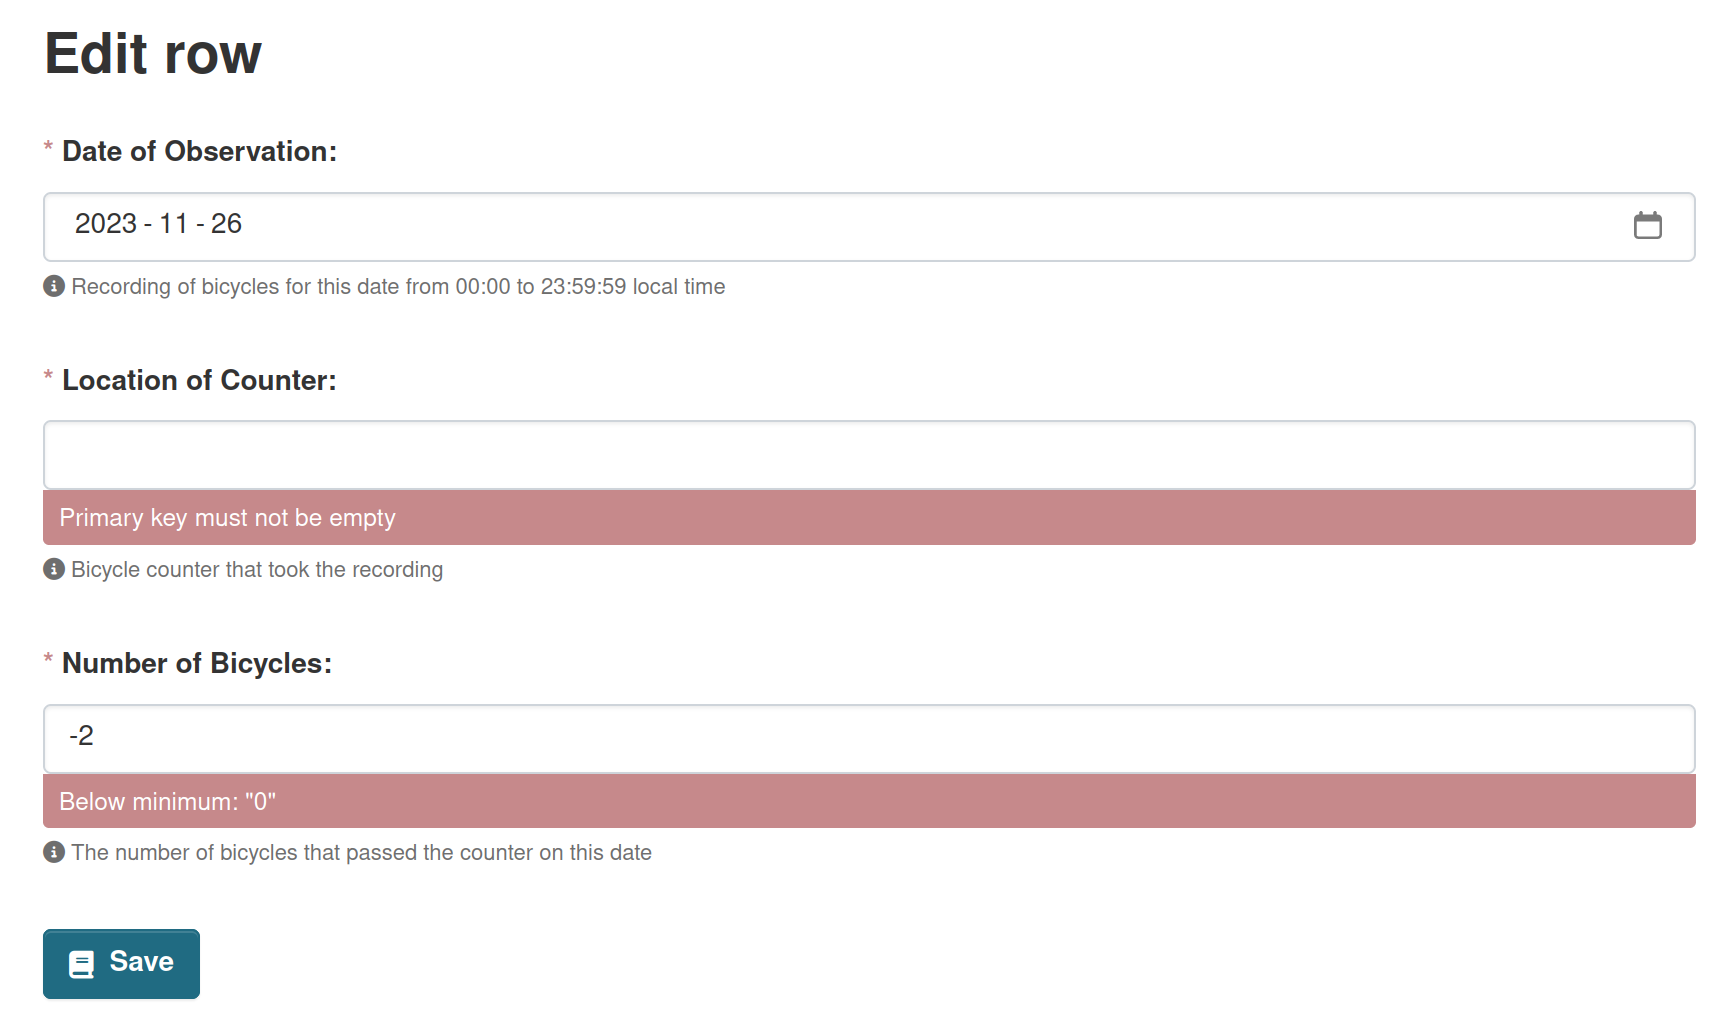 Edit row
* Date of Observation:
2023 - 11 - 26
Recording of bicycles for this date from 00:00 to 23:59:59 local time
* Location of Counter:
Primary key must not be empty
Bicycle counter that took the recording
* Number of Bicycles:
-2
Below minimum: "0"
The number of bicycles that passed the counter on this date
Save